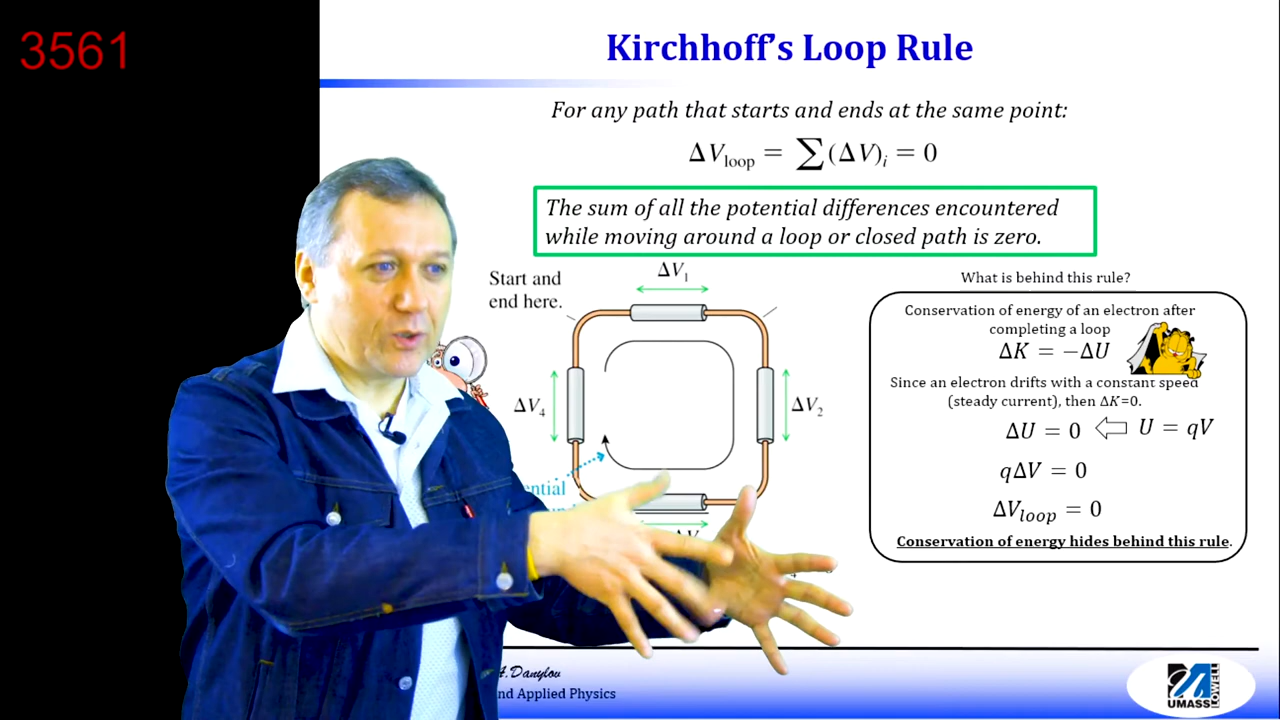 3561
Kirchhoff's Loop Rule
For any path that starts and ends at the same point:
ΔV_loop = ∑(ΔV)_i = 0
The sum of all the potential differences encountered
while moving around a loop or closed path is zero.
Start and
end here.
ΔV₁
ΔV₄
ΔV₂
What is behind this rule?
Conservation of energy of an electron after
completing a loop
ΔK = −ΔU
Since an electron drifts with a constant speed
(steady current), then ΔK=0.
ΔU = 0 ⇦ U = qV
qΔV = 0
ΔV_loop = 0
Conservation of energy hides behind this rule.
Danylov
and Applied Physics
UMASS
LOWELL